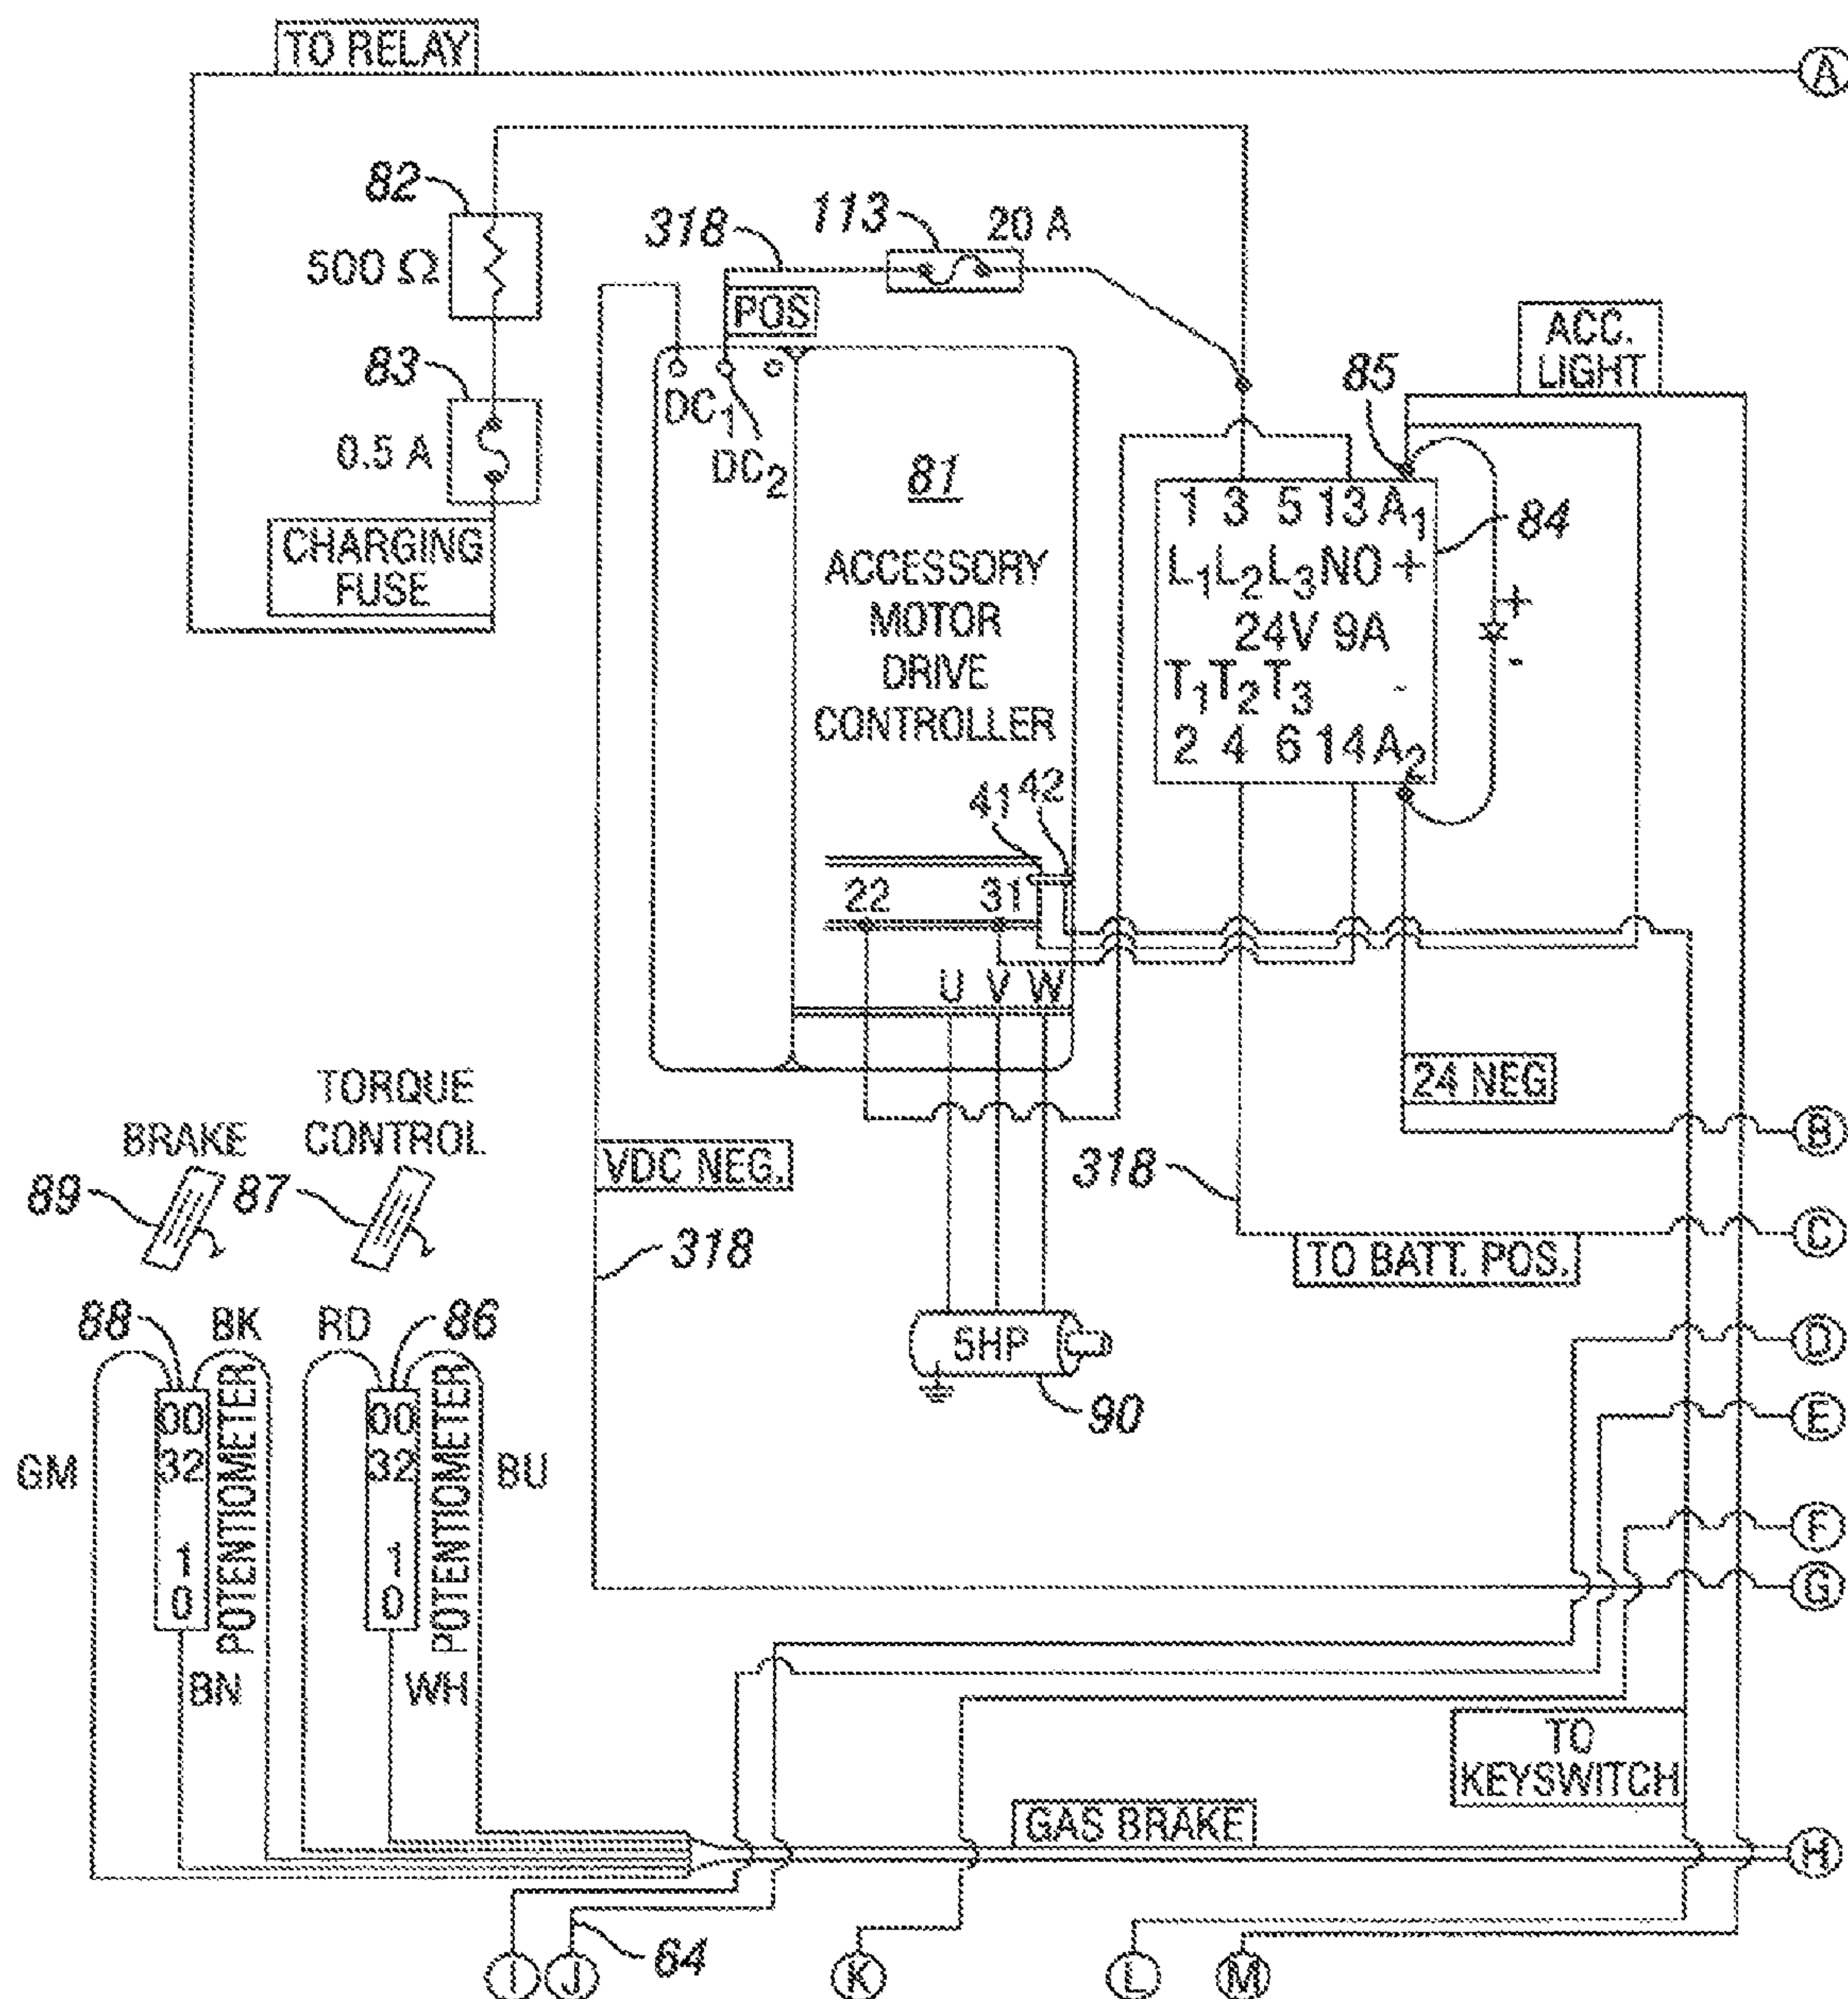 TO RELAY
A
82
500 Ω
318
113
20 A
POS
83
0.5 A
CHARGING
FUSE
DC1
DC2
81
ACCESSORY
MOTOR
DRIVE
CONTROLLER
41 42
22 31
U V W
85
ACC.
LIGHT
1 3 5 13 A1
L1 L2 L3 NO +
24V 9A
T1 T2 T3 -
2 4 6 14 A2
84
+
-
24 NEG
B
318
TO BATT. POS.
C
VDC NEG.
318
5HP
90
BRAKE
89
TORQUE
CONTROL
87
88
BK
RD
86
GM
00
32
1
0
POTENTIOMETER
BN
00
32
1
0
POTENTIOMETER
BU
WH
D
E
F
G
TO
KEYSWITCH
GAS BRAKE
H
I
J
64
K
L
M